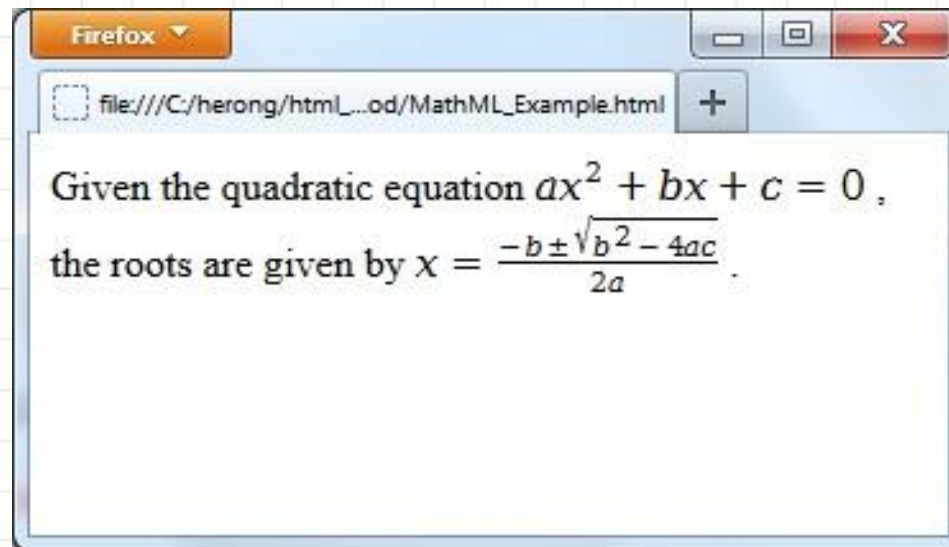 Firefox
file:///C:/herong/html_...od/MathML_Example.html
Given the quadratic equation ax² + bx + c = 0 ,
the roots are given by x = (−b ± √(b² − 4ac)) / 2a .